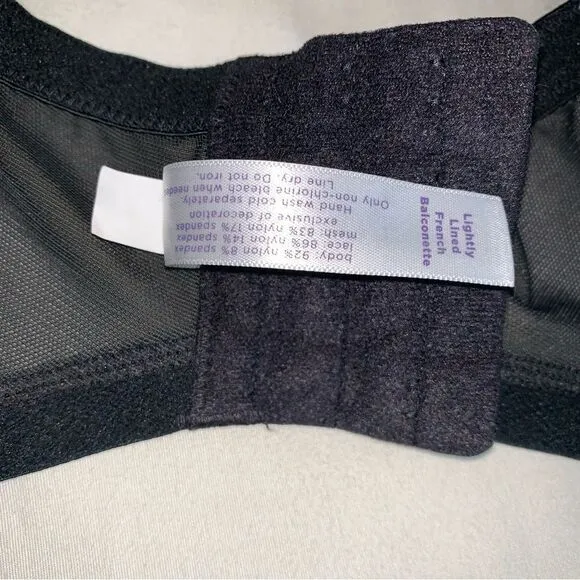 Lightly
Lined
French
Balconette
body: 92% nylon 8% spandex
lace: 86% nylon 14% spandex
mesh: 83% nylon 17% spandex
exclusive of decoration
Hand wash cold separately.
Only non-chlorine bleach when needed
Line dry. Do not iron.